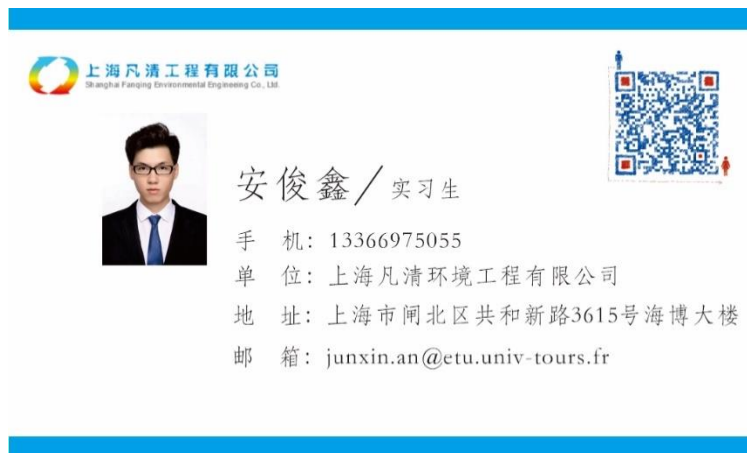 上海凡清工程有限公司
Shanghai Fanqing Environmental Engineering Co., Ltd.
安俊鑫/实习生
手 机：13366975055
单 位：上海凡清环境工程有限公司
地 址：上海市闸北区共和新路3615号海博大楼
邮 箱：junxin.an@etu.univ-tours.fr